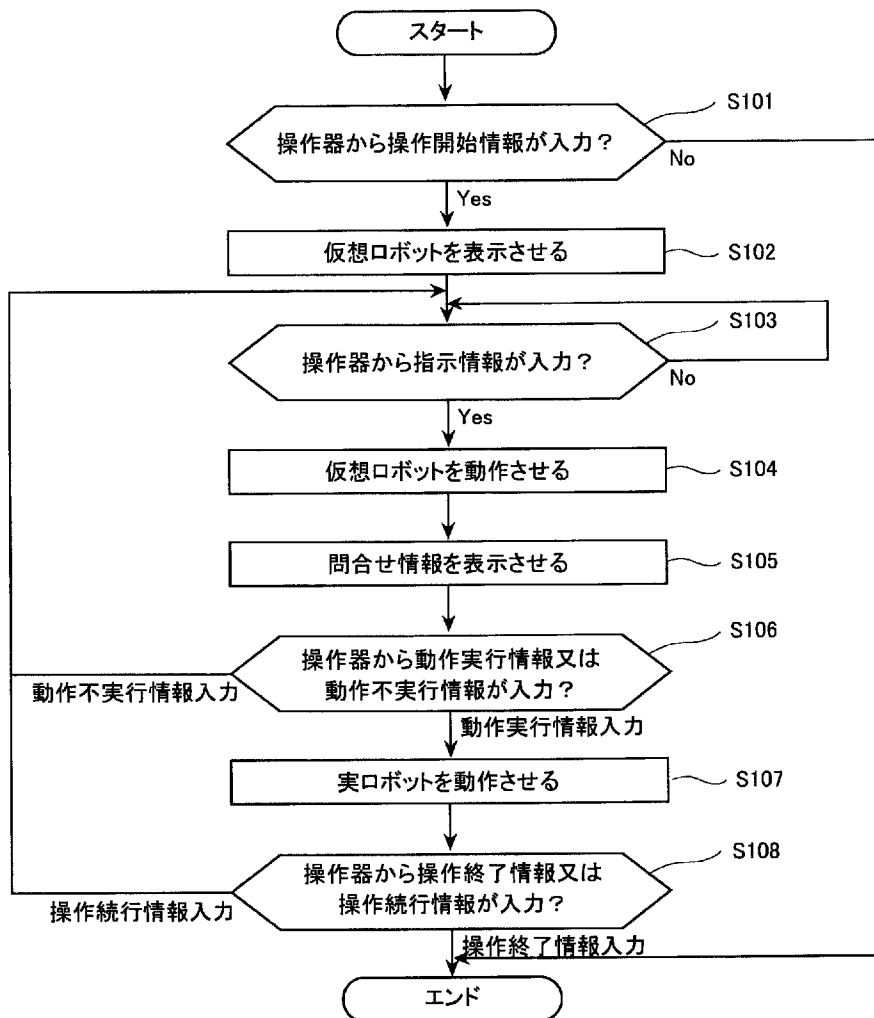 スタート
S101
操作器から操作開始情報が入力？
No
Yes
仮想ロボットを表示させる
S102
S103
操作器から指示情報が入力？
No
Yes
仮想ロボットを動作させる
S104
問合せ情報を表示させる
S105
S106
操作器から動作実行情報又は
動作不実行情報が入力？
動作不実行情報入力
動作実行情報入力
実ロボットを動作させる
S107
S108
操作器から操作終了情報又は
操作続行情報が入力？
操作続行情報入力
操作終了情報入力
エンド